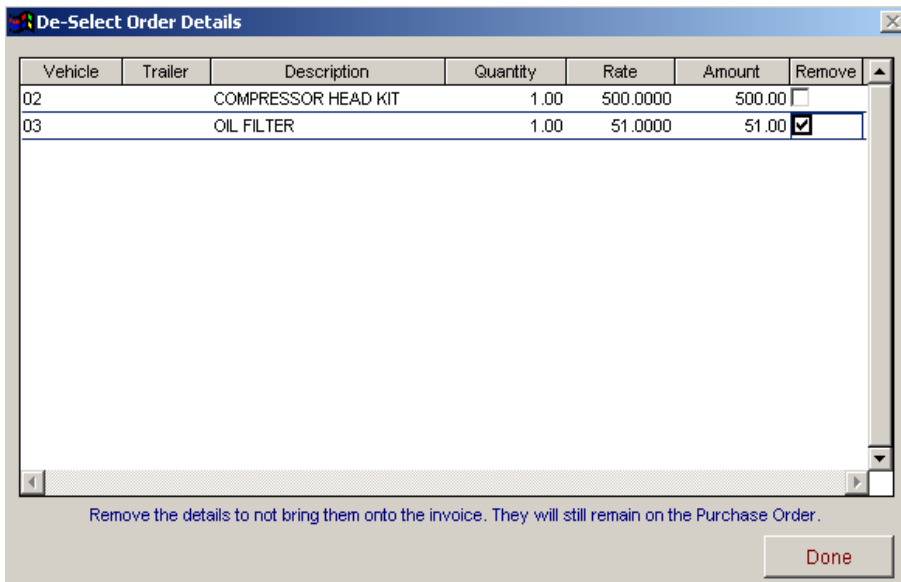 De-Select Order Details
Vehicle Trailer Description Quantity Rate Amount Remove
02 COMPRESSOR HEAD KIT 1.00 500.0000 500.00
03 OIL FILTER 1.00 51.0000 51.00
Remove the details to not bring them onto the invoice. They will still remain on the Purchase Order.
Done